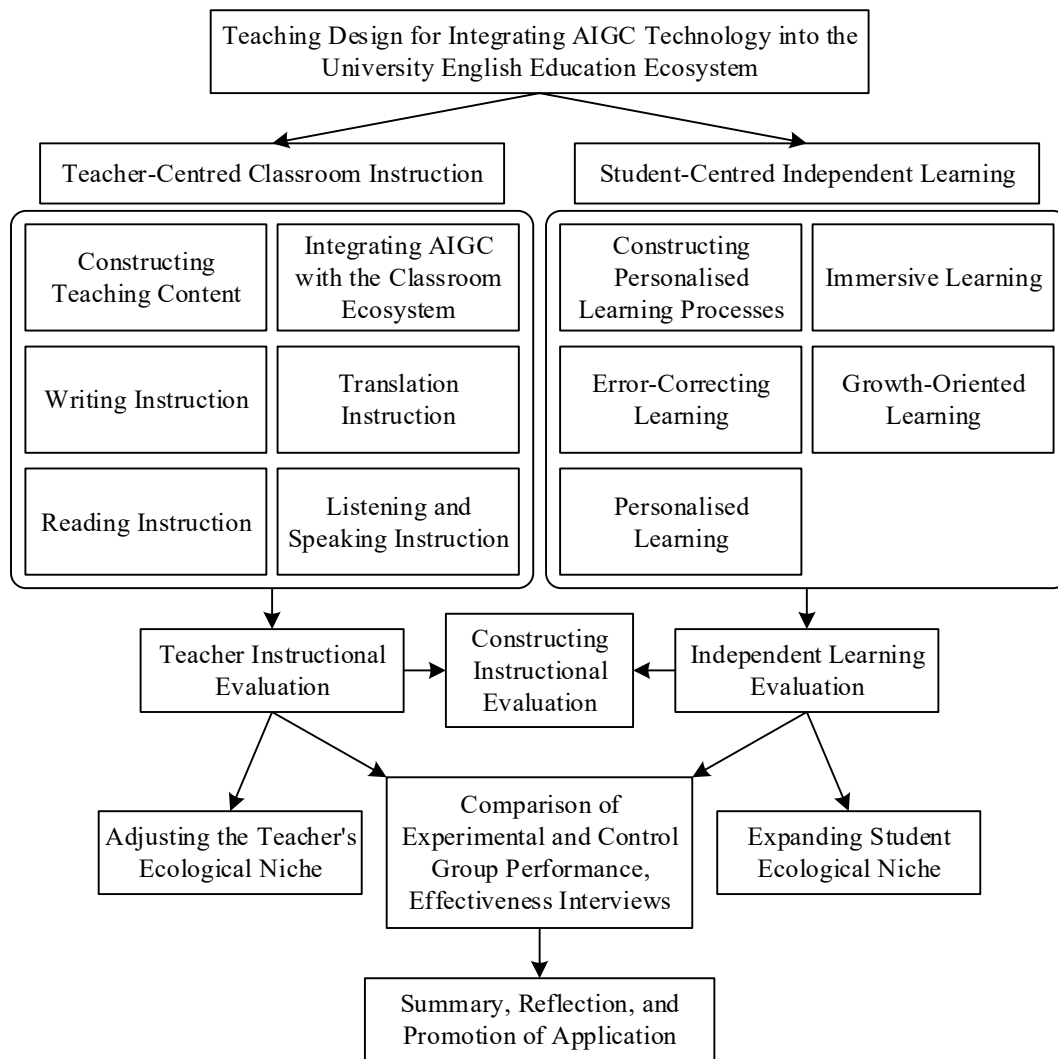 Teaching Design for Integrating AIGC Technology into the
University English Education Ecosystem
Teacher-Centred Classroom Instruction
Student-Centred Independent Learning
Constructing
Teaching Content
Integrating AIGC
with the Classroom
Ecosystem
Writing Instruction
Translation
Instruction
Reading Instruction
Listening and
Speaking Instruction
Constructing
Personalised
Learning Processes
Immersive Learning
Error-Correcting
Learning
Growth-Oriented
Learning
Personalised
Learning
Teacher Instructional
Evaluation
Constructing
Instructional
Evaluation
Independent Learning
Evaluation
Adjusting the Teacher's
Ecological Niche
Comparison of
Experimental and Control
Group Performance,
Effectiveness Interviews
Expanding Student
Ecological Niche
Summary, Reflection, and
Promotion of Application